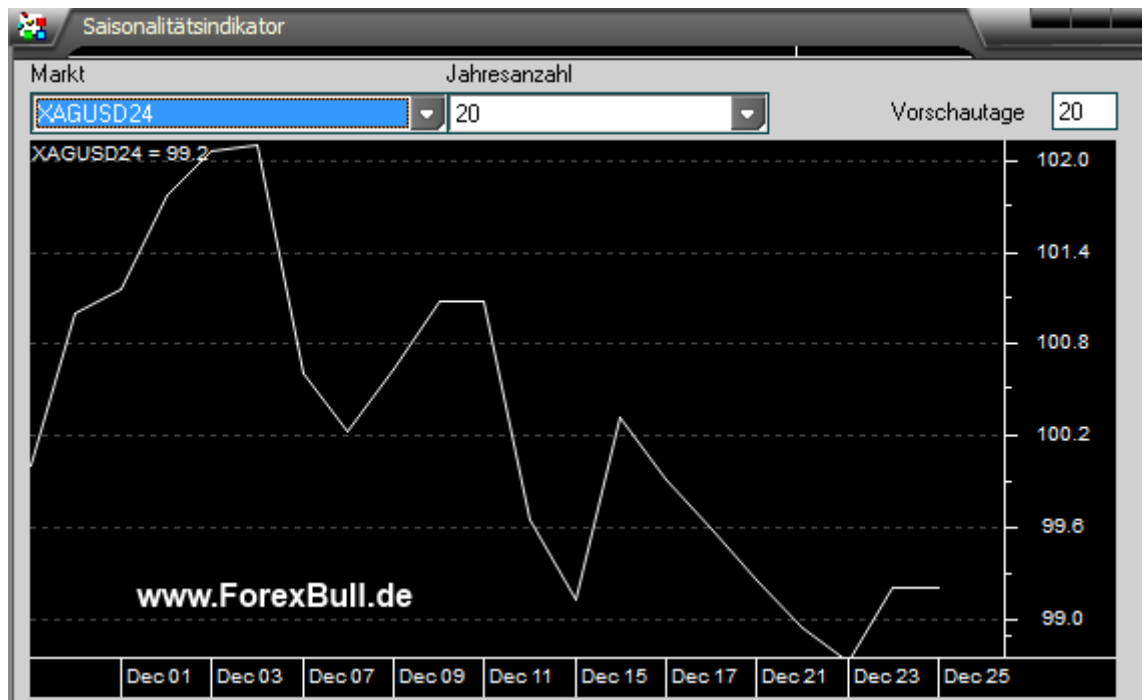 Saisonalitätsindikator
Markt Jahresanzahl
XAGUSD24 20 Vorschautage 20
XAGUSD24 = 99.2
102.0
101.4
100.8
100.2
99.6
www.ForexBull.de
99.0
Dec 01 Dec 03 Dec 07 Dec 09 Dec 11 Dec 15 Dec 17 Dec 21 Dec 23 Dec 25